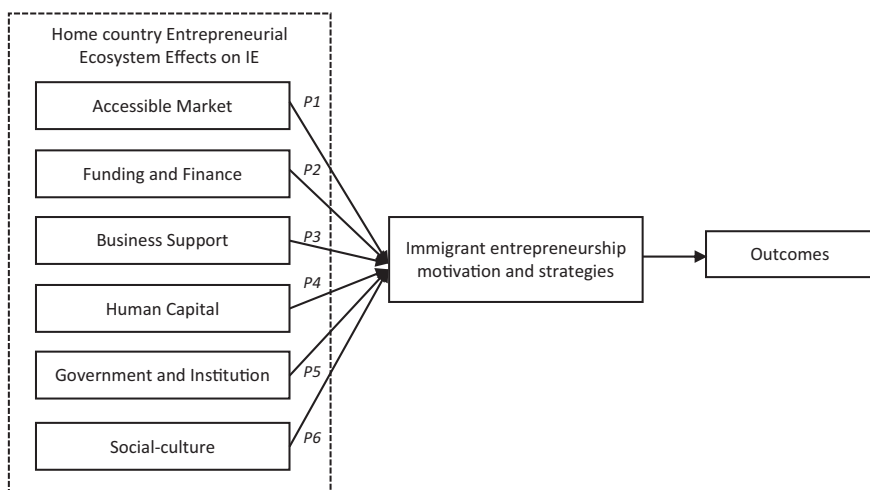 Home country Entrepreneurial
Ecosystem Effects on IE
Accessible Market
P1
Funding and Finance
P2
Business Support
P3
Human Capital
P4
Government and Institution
P5
Social-culture
P6
Immigrant entrepreneurship
motivation and strategies
Outcomes